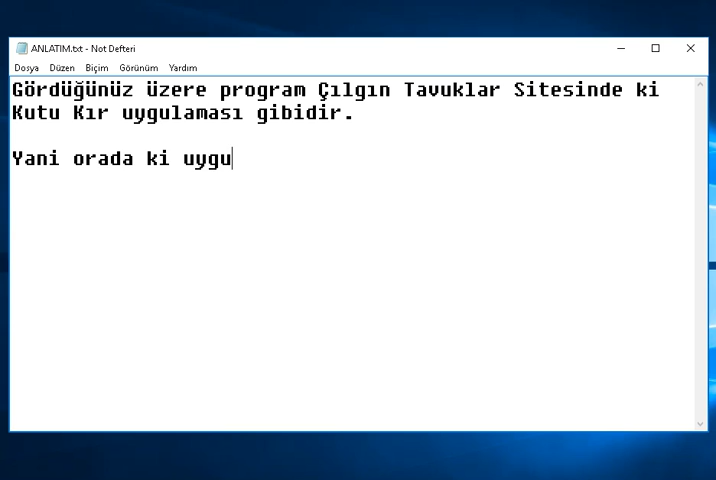 ANLATIM.txt - Not Defteri
Dosya Düzen Biçim Görünüm Yardım
Gördüğünüz üzere program Çılgın Tavuklar Sitesinde ki
Kutu Kır uygulaması gibidir.
Yani orada ki uygu